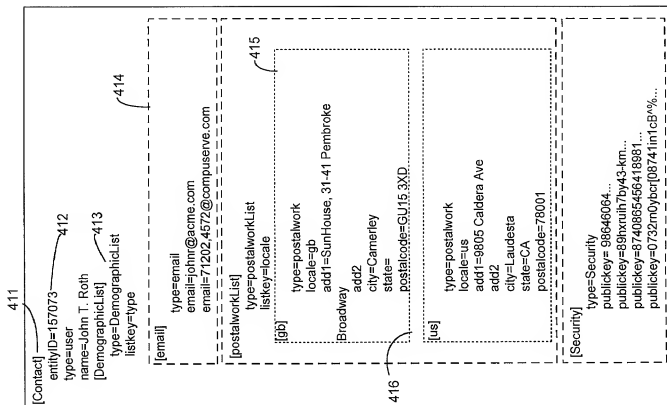 411
[Contact]
entityID=157073
412
type=user
name=John T. Roth
[DemographicList]
413
type=DemographicList
listkey=type
414
[email]
type=email
email=johnr@acme.com
email=71202,4572@compuserve.com
[postalworkList]
type=postalworkList
listkey=locale
415
[gb]
type=postalwork
locale=gb
add1=SunHouse, 31-41 Pembroke
Broadway
add2
city=Camerley
state=
postalcode=GU15 3XD
416
[us]
type=postalwork
locale=us
add1=9805 Caldera Ave
add2
city=Laudesta
state=CA
postalcode=78001
[Security]
type=Security
publickey= 98646064...
publickey=89hxruih7by43-km...
publickey=87408655456418981...
publickey=0732m0ybcr[08741in1cB^%...